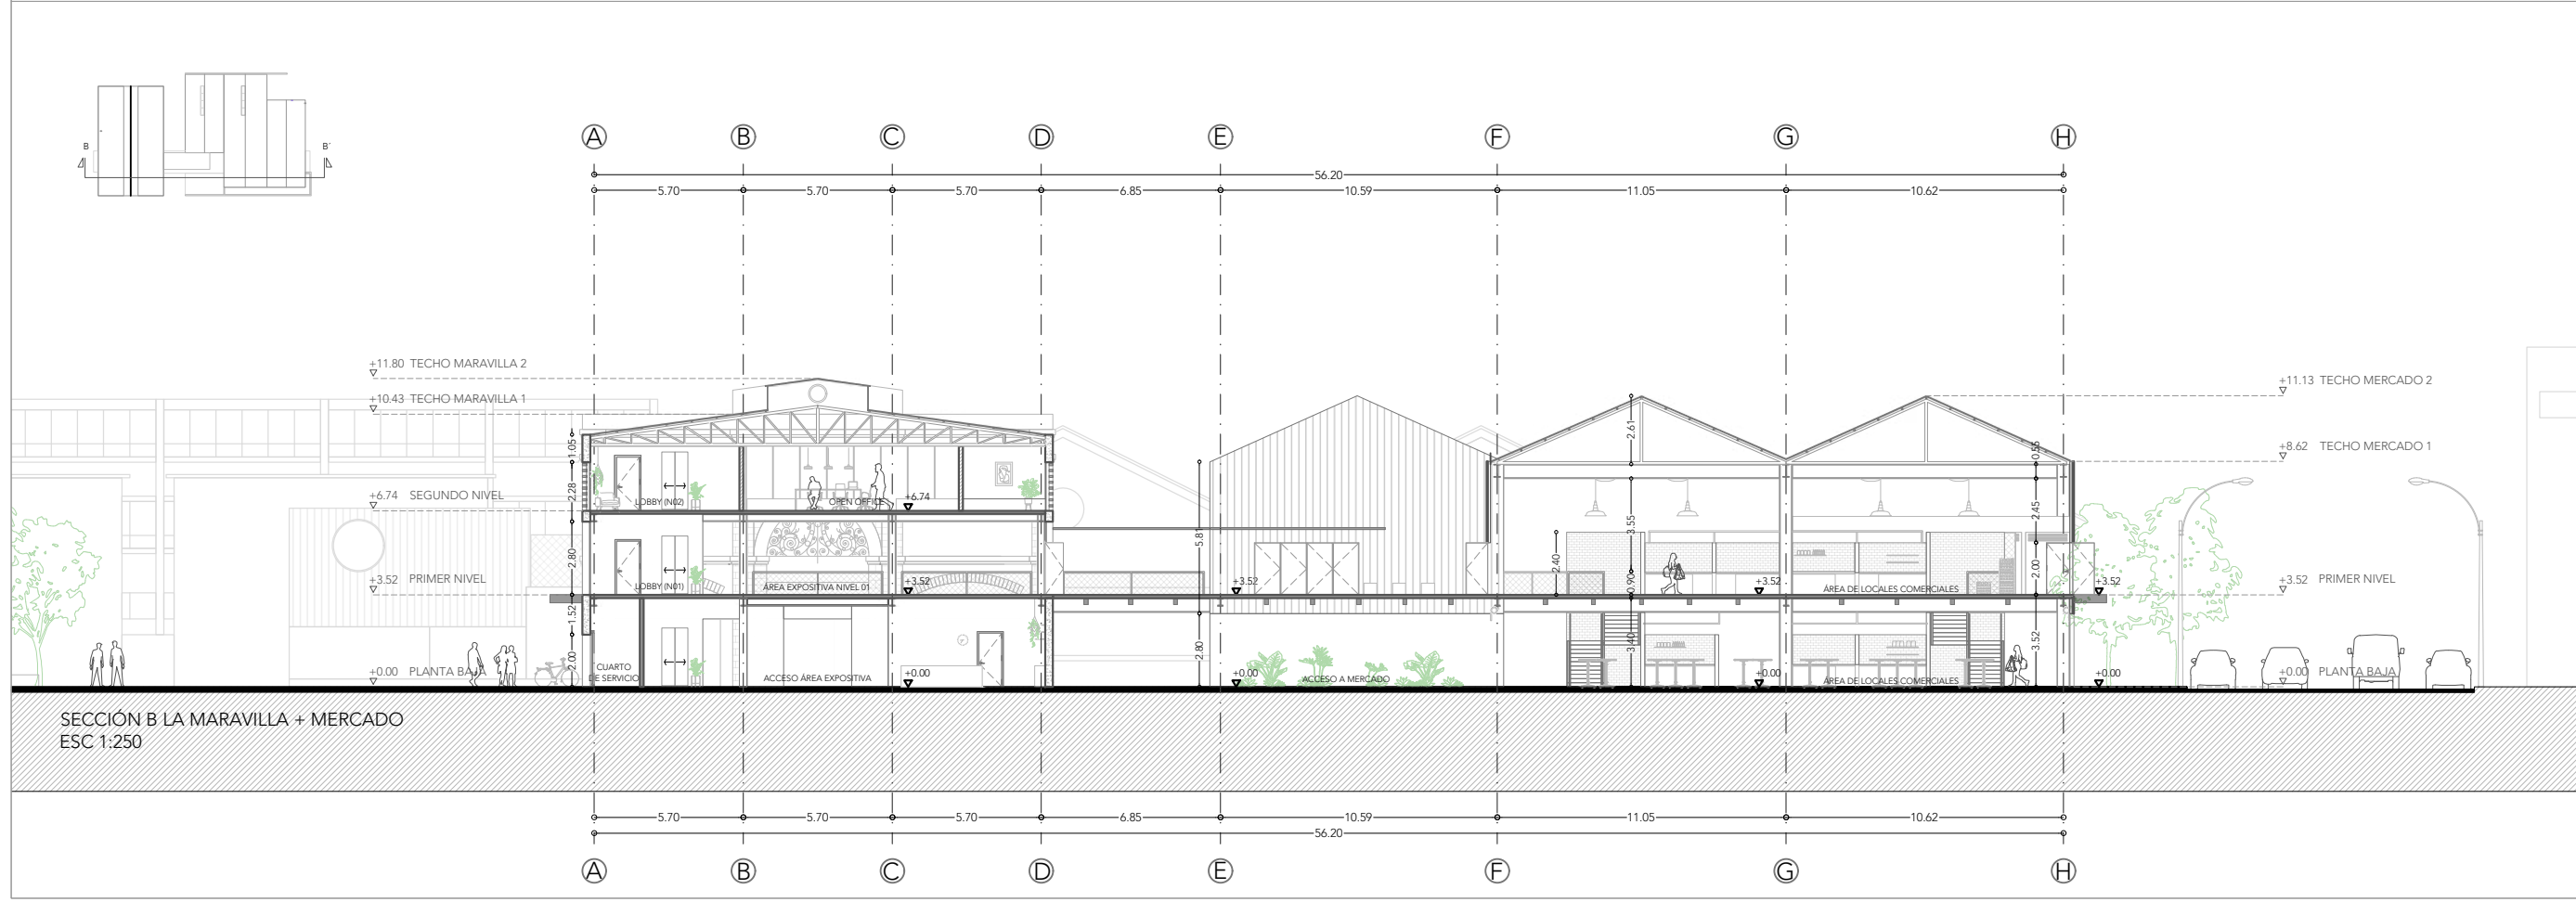 B B´
A B C D E F G H
56.20
5.70 5.70 5.70 6.85 10.59 11.05 10.62
+11.80 TECHO MARAVILLA 2
+11.13 TECHO MERCADO 2
+10.43 TECHO MARAVILLA 1
2.61
1.05
0.55
+8.62 TECHO MERCADO 1
2.28
+6.74 SEGUNDO NIVEL
LOBBY (N02)
OPEN OFFICE
+6.74
2.45
3.55
5.81
2.80
2.40
2.00
+3.52 PRIMER NIVEL
LOBBY (N01)
ÁREA EXPOSITIVA NIVEL 01
+3.52
+3.52
0.90
+3.52
ÁREA DE LOCALES COMERCIALES
+3.52
+3.52 PRIMER NIVEL
1.52
2.00
2.80
3.40
3.52
+0.00 PLANTA BAJA
CUARTO
DE SERVICIO
ACCESO ÁREA EXPOSITIVA
+0.00
+0.00
ACCESO A MERCADO
+0.00
ÁREA DE LOCALES COMERCIALES
+0.00
+0.00 PLANTA BAJA
SECCIÓN B LA MARAVILLA + MERCADO
ESC 1:250
5.70 5.70 5.70 6.85 10.59 11.05 10.62
56.20
A B C D E F G H